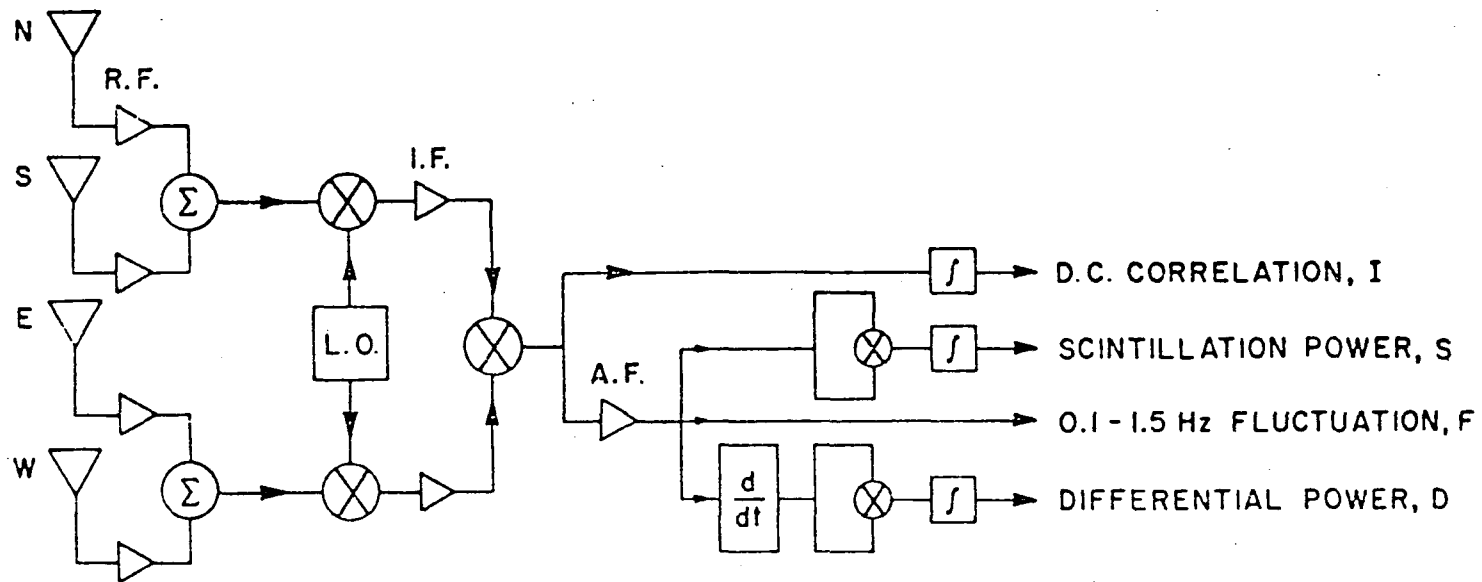 N
R.F.
S
Σ
I.F.
E
L.O.
W
Σ
A.F.
∫ D.C. CORRELATION, I
∫ SCINTILLATION POWER, S
0.1 - 1.5 Hz FLUCTUATION, F
d
dt
∫ DIFFERENTIAL POWER, D